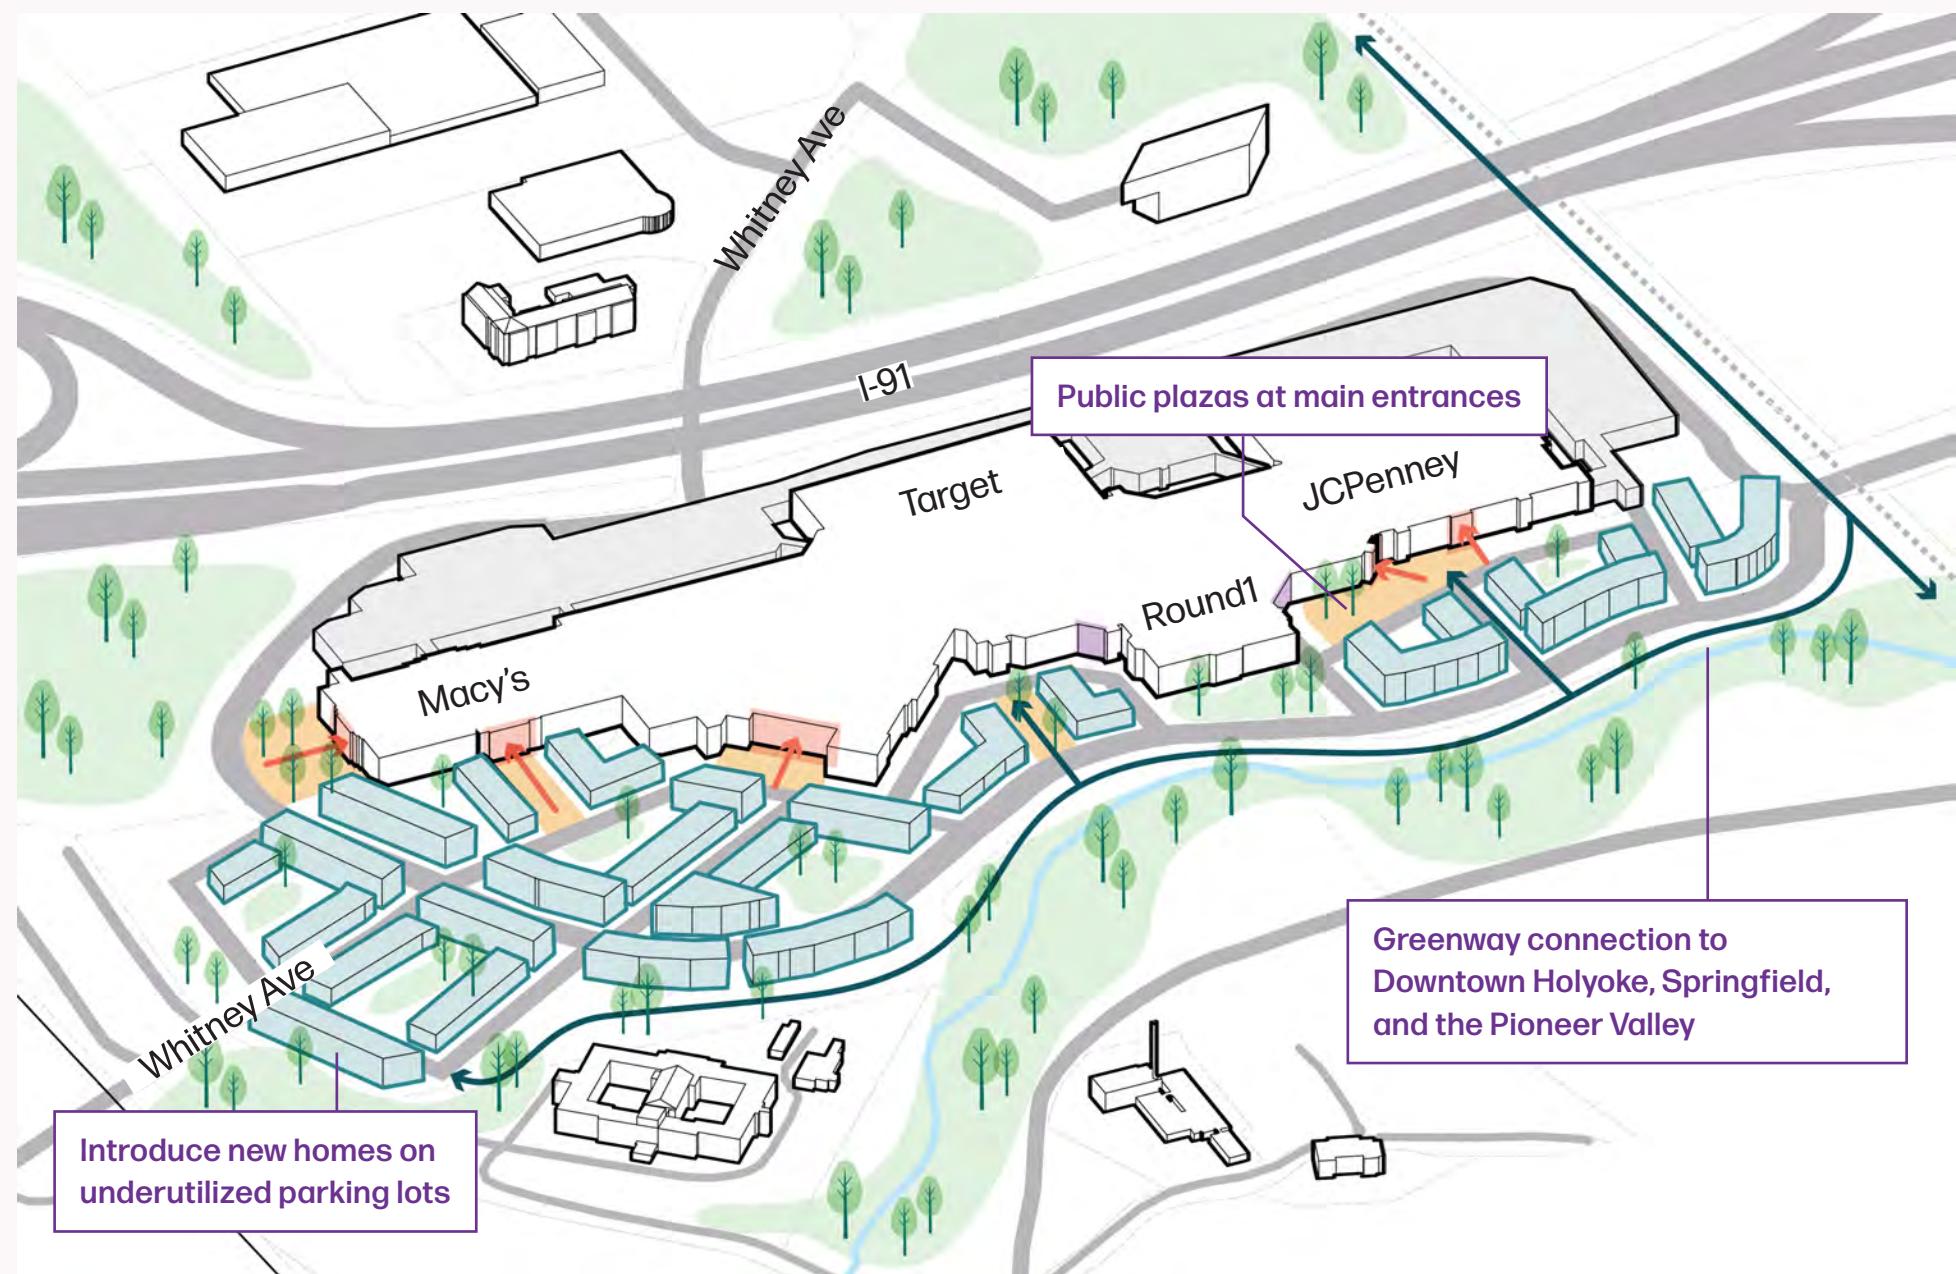 Whitney Ave
I-91
Public plazas at main entrances
Target
JCPenney
Round1
Macy's
Greenway connection to
Downtown Holyoke, Springfield,
and the Pioneer Valley
Whitney Ave
Introduce new homes on
underutilized parking lots